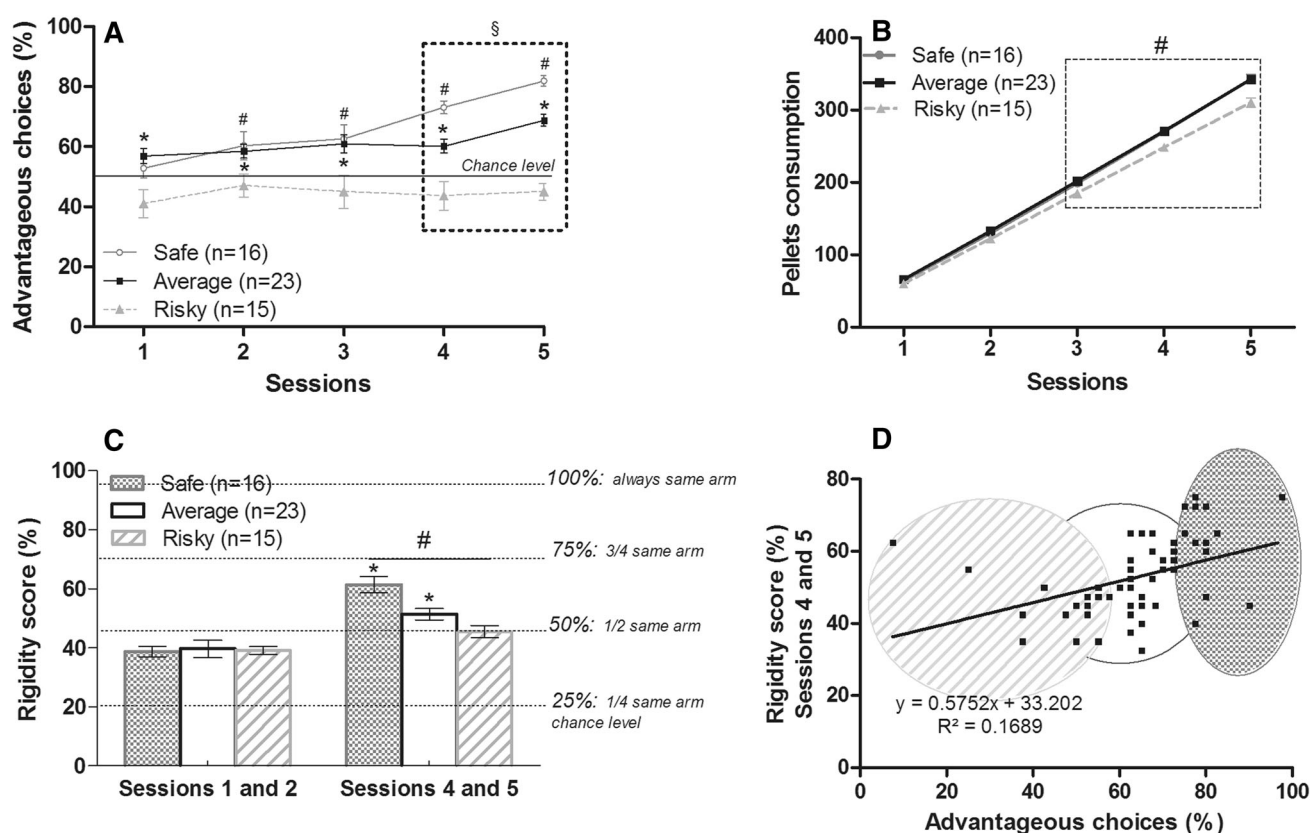 A
Advantageous choices (%)
100
80
60
40
20
0
§
#
#
#
#
*
*
*
*
*
Chance level
Safe (n=16)
Average (n=23)
Risky (n=15)
1 2 3 4 5
Sessions
B
Pellets consumption
400
300
200
100
0
#
Safe (n=16)
Average (n=23)
Risky (n=15)
1 2 3 4 5
Sessions
C
Rigidity score (%)
100
80
60
40
20
0
Safe (n=16)
Average (n=23)
Risky (n=15)
#
*
*
100%: always same arm
75%: 3/4 same arm
50%: 1/2 same arm
25%: 1/4 same arm
chance level
Sessions 1 and 2 Sessions 4 and 5
D
Rigidity score (%)
Sessions 4 and 5
80
60
40
20
0
y = 0.5752x + 33.202
R² = 0.1689
0 20 40 60 80 100
Advantageous choices (%)